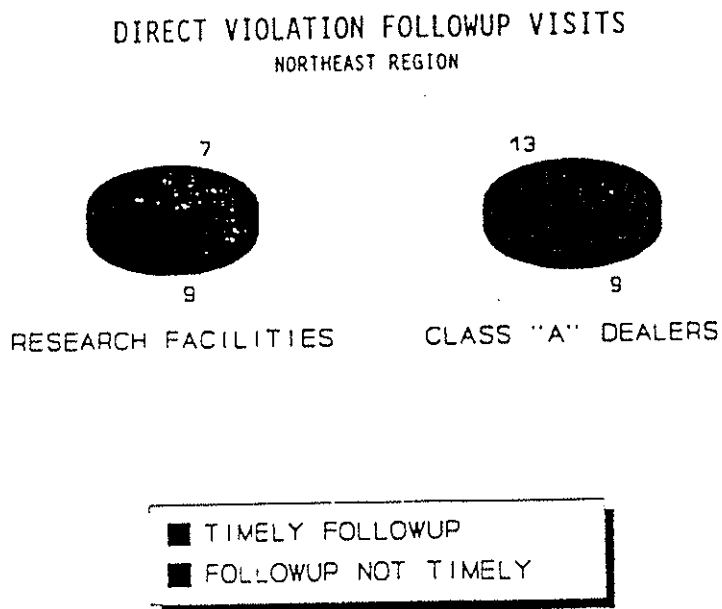 DIRECT VIOLATION FOLLOWUP VISITS
NORTHEAST REGION
7
13
9
9
RESEARCH FACILITIES
CLASS "A" DEALERS
TIMELY FOLLOWUP
FOLLOWUP NOT TIMELY